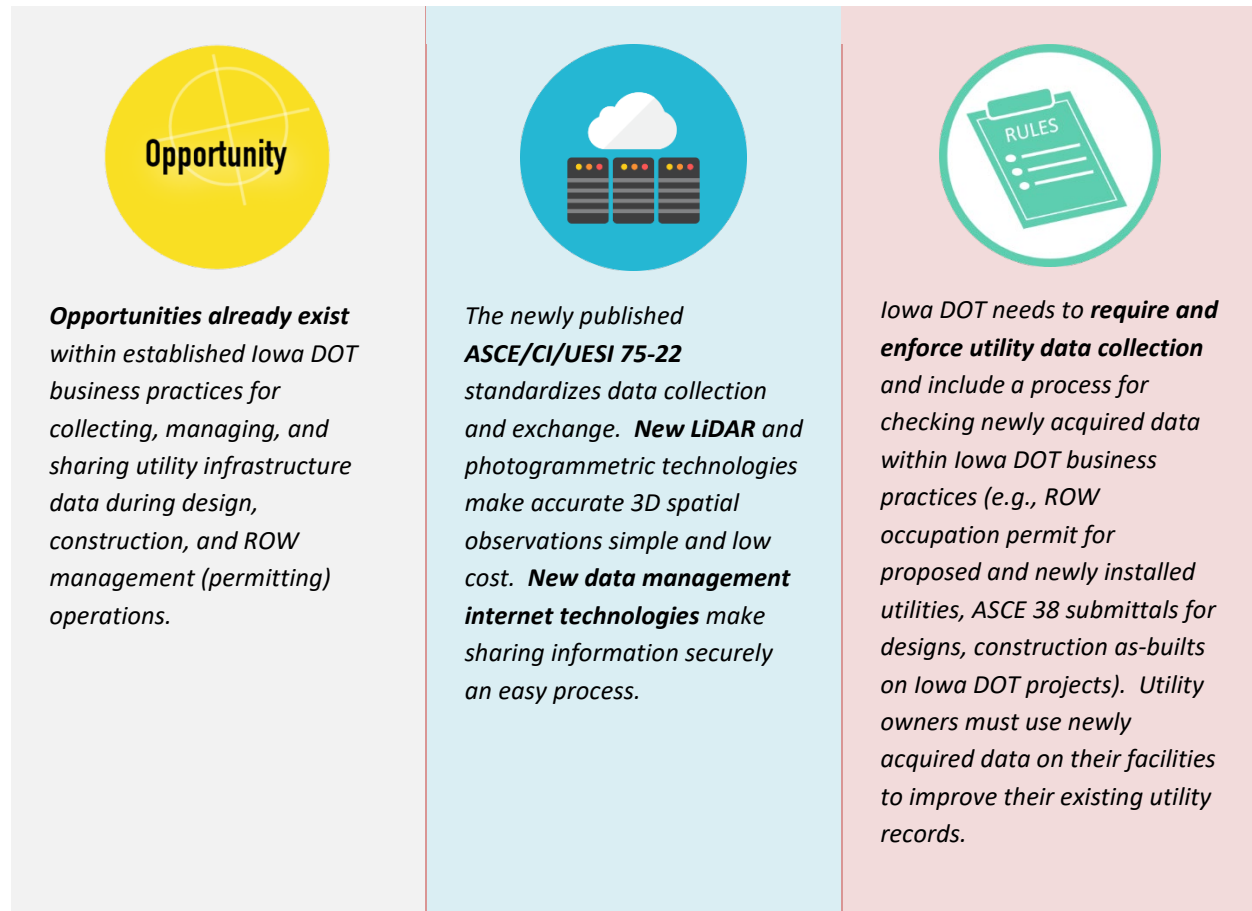 Opportunity
Opportunities already exist
within established Iowa DOT
business practices for
collecting, managing, and
sharing utility infrastructure
data during design,
construction, and ROW
management (permitting)
operations.
The newly published
ASCE/CI/UESI 75-22
standardizes data collection
and exchange.  New LiDAR and
photogrammetric technologies
make accurate 3D spatial
observations simple and low
cost.  New data management
internet technologies make
sharing information securely
an easy process.
RULES
Iowa DOT needs to require and
enforce utility data collection
and include a process for
checking newly acquired data
within Iowa DOT business
practices (e.g., ROW
occupation permit for
proposed and newly installed
utilities, ASCE 38 submittals for
designs, construction as-builts
on Iowa DOT projects).  Utility
owners must use newly
acquired data on their facilities
to improve their existing utility
records.